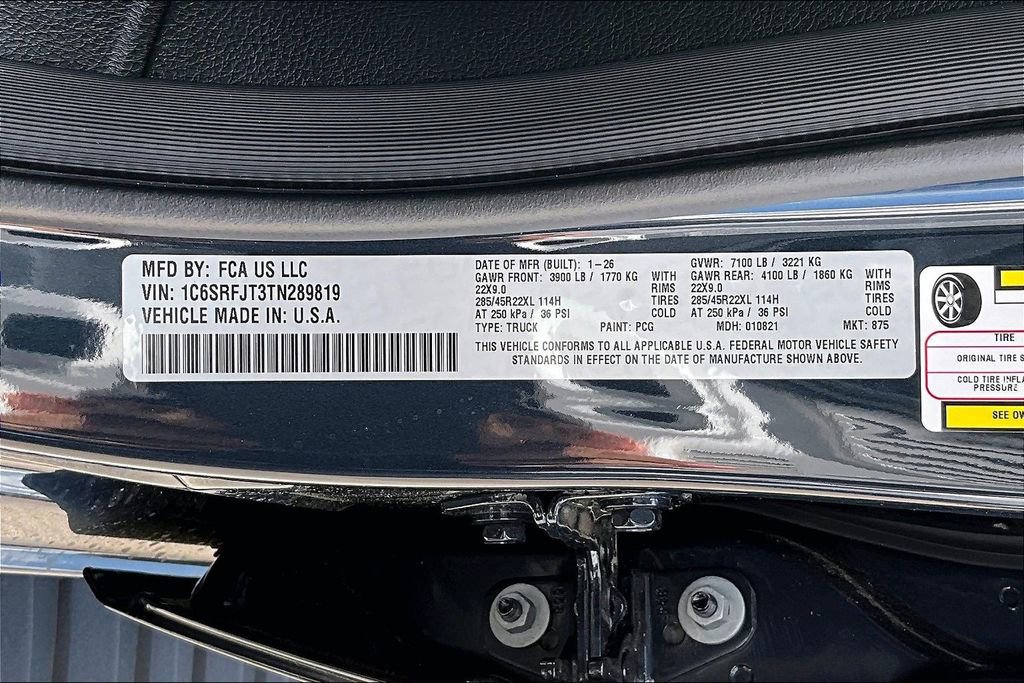 MFD BY: FCA US LLC
VIN: 1C6SRFJT3TN289819
VEHICLE MADE IN: U.S.A.
DATE OF MFR (BUILT): 1-26 GVWR: 7100 LB / 3221 KG
GAWR FRONT: 3900 LB / 1770 KG WITH GAWR REAR: 4100 LB / 1860 KG WITH
22X9.0 RIMS 22X9.0 RIMS
285/45R22XL 114H TIRES 285/45R22XL 114H TIRES
AT 250 kPa / 36 PSI COLD AT 250 kPa / 36 PSI COLD
TYPE: TRUCK PAINT: PCG MDH: 010821 MKT: 875
THIS VEHICLE CONFORMS TO ALL APPLICABLE U.S.A. FEDERAL MOTOR VEHICLE SAFETY
STANDARDS IN EFFECT ON THE DATE OF MANUFACTURE SHOWN ABOVE.
TIRE
ORIGINAL TIRE S
COLD TIRE INFLA
PRESSURE
SEE OW